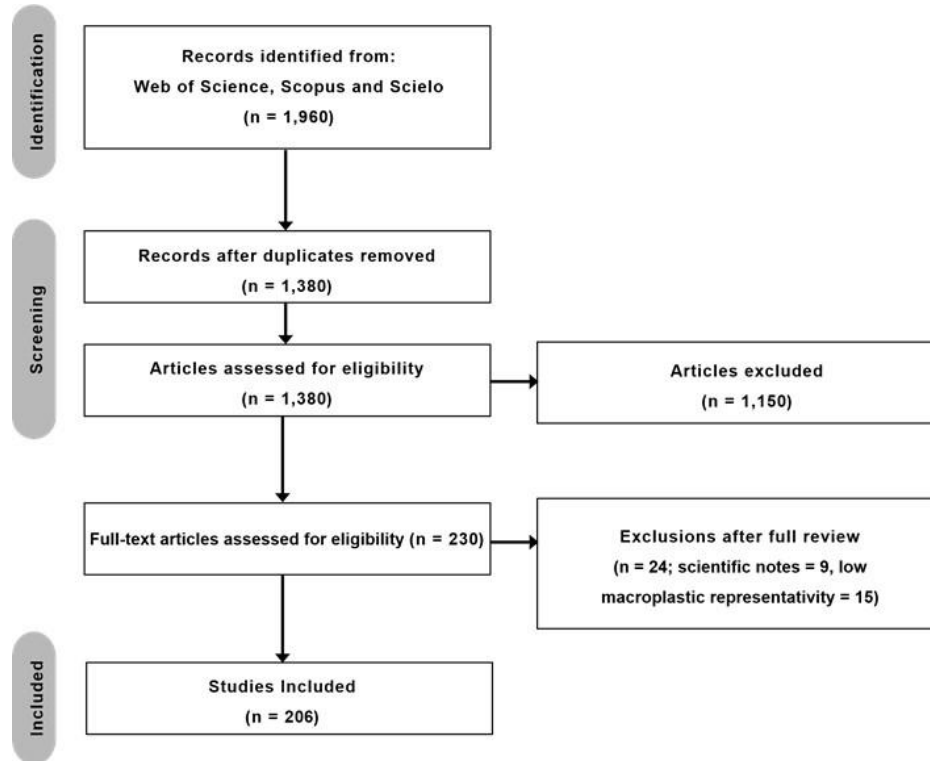 Identification
Records identified from:
Web of Science, Scopus and Scielo
(n = 1,960)
Screening
Records after duplicates removed
(n = 1,380)
Articles assessed for eligibility
(n = 1,380)
Articles excluded
(n = 1,150)
Full-text articles assessed for eligibility (n = 230)
Exclusions after full review
(n = 24; scientific notes = 9, low
macroplastic representativity = 15)
Included
Studies Included
(n = 206)